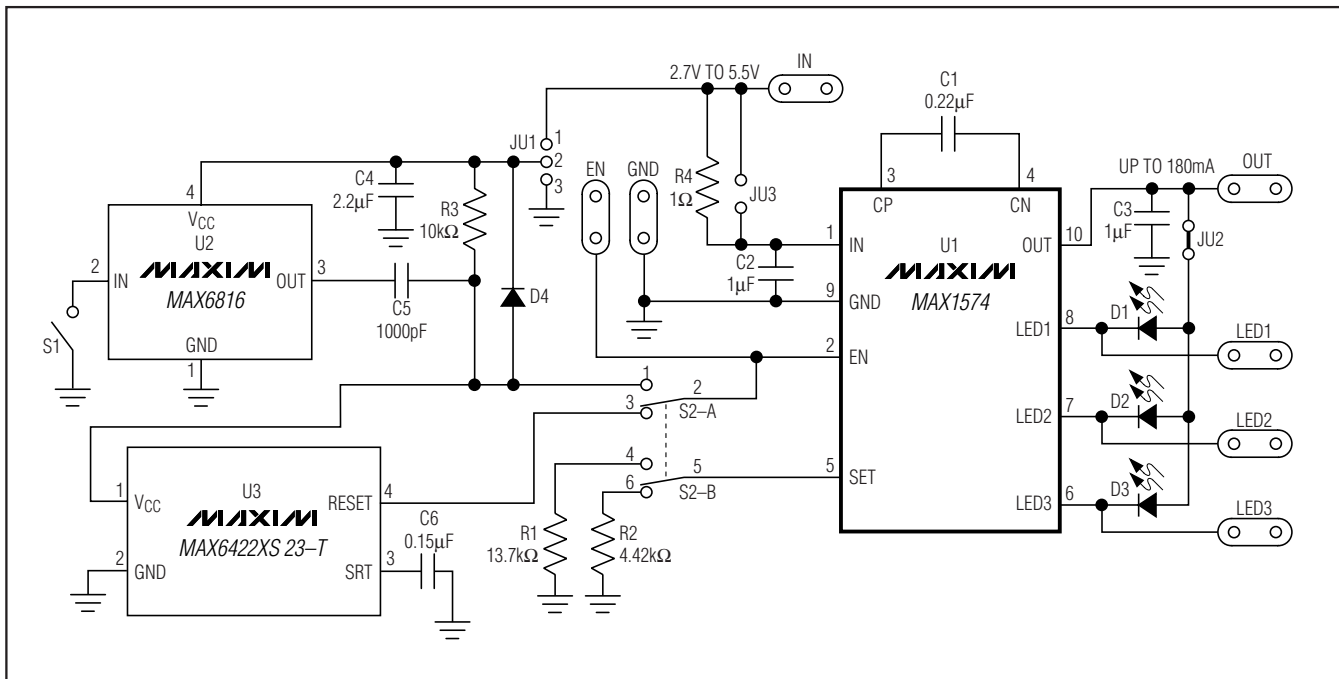 2.7V TO 5.5V
IN
C1
0.22µF
JU1
1
2
3
EN
GND
R4
1Ω
JU3
3
4
CP
CN
UP TO 180mA
OUT
4
VCC
U2
MAXIM
MAX6816
2
IN
OUT
3
GND
1
S1
C4
2.2µF
R3
10kΩ
C5
1000pF
D4
C2
1µF
1
IN
U1
MAXIM
MAX1574
OUT
10
9
GND
2
EN
5
SET
LED1
8
LED2
7
LED3
6
C3
1µF
JU2
D1
LED1
D2
LED2
D3
LED3
1
2
3
S2–A
4
5
6
S2–B
1
VCC
U3
MAXIM
MAX6422XS 23–T
RESET
4
2
GND
SRT
3
C6
0.15µF
R1
13.7kΩ
R2
4.42kΩ